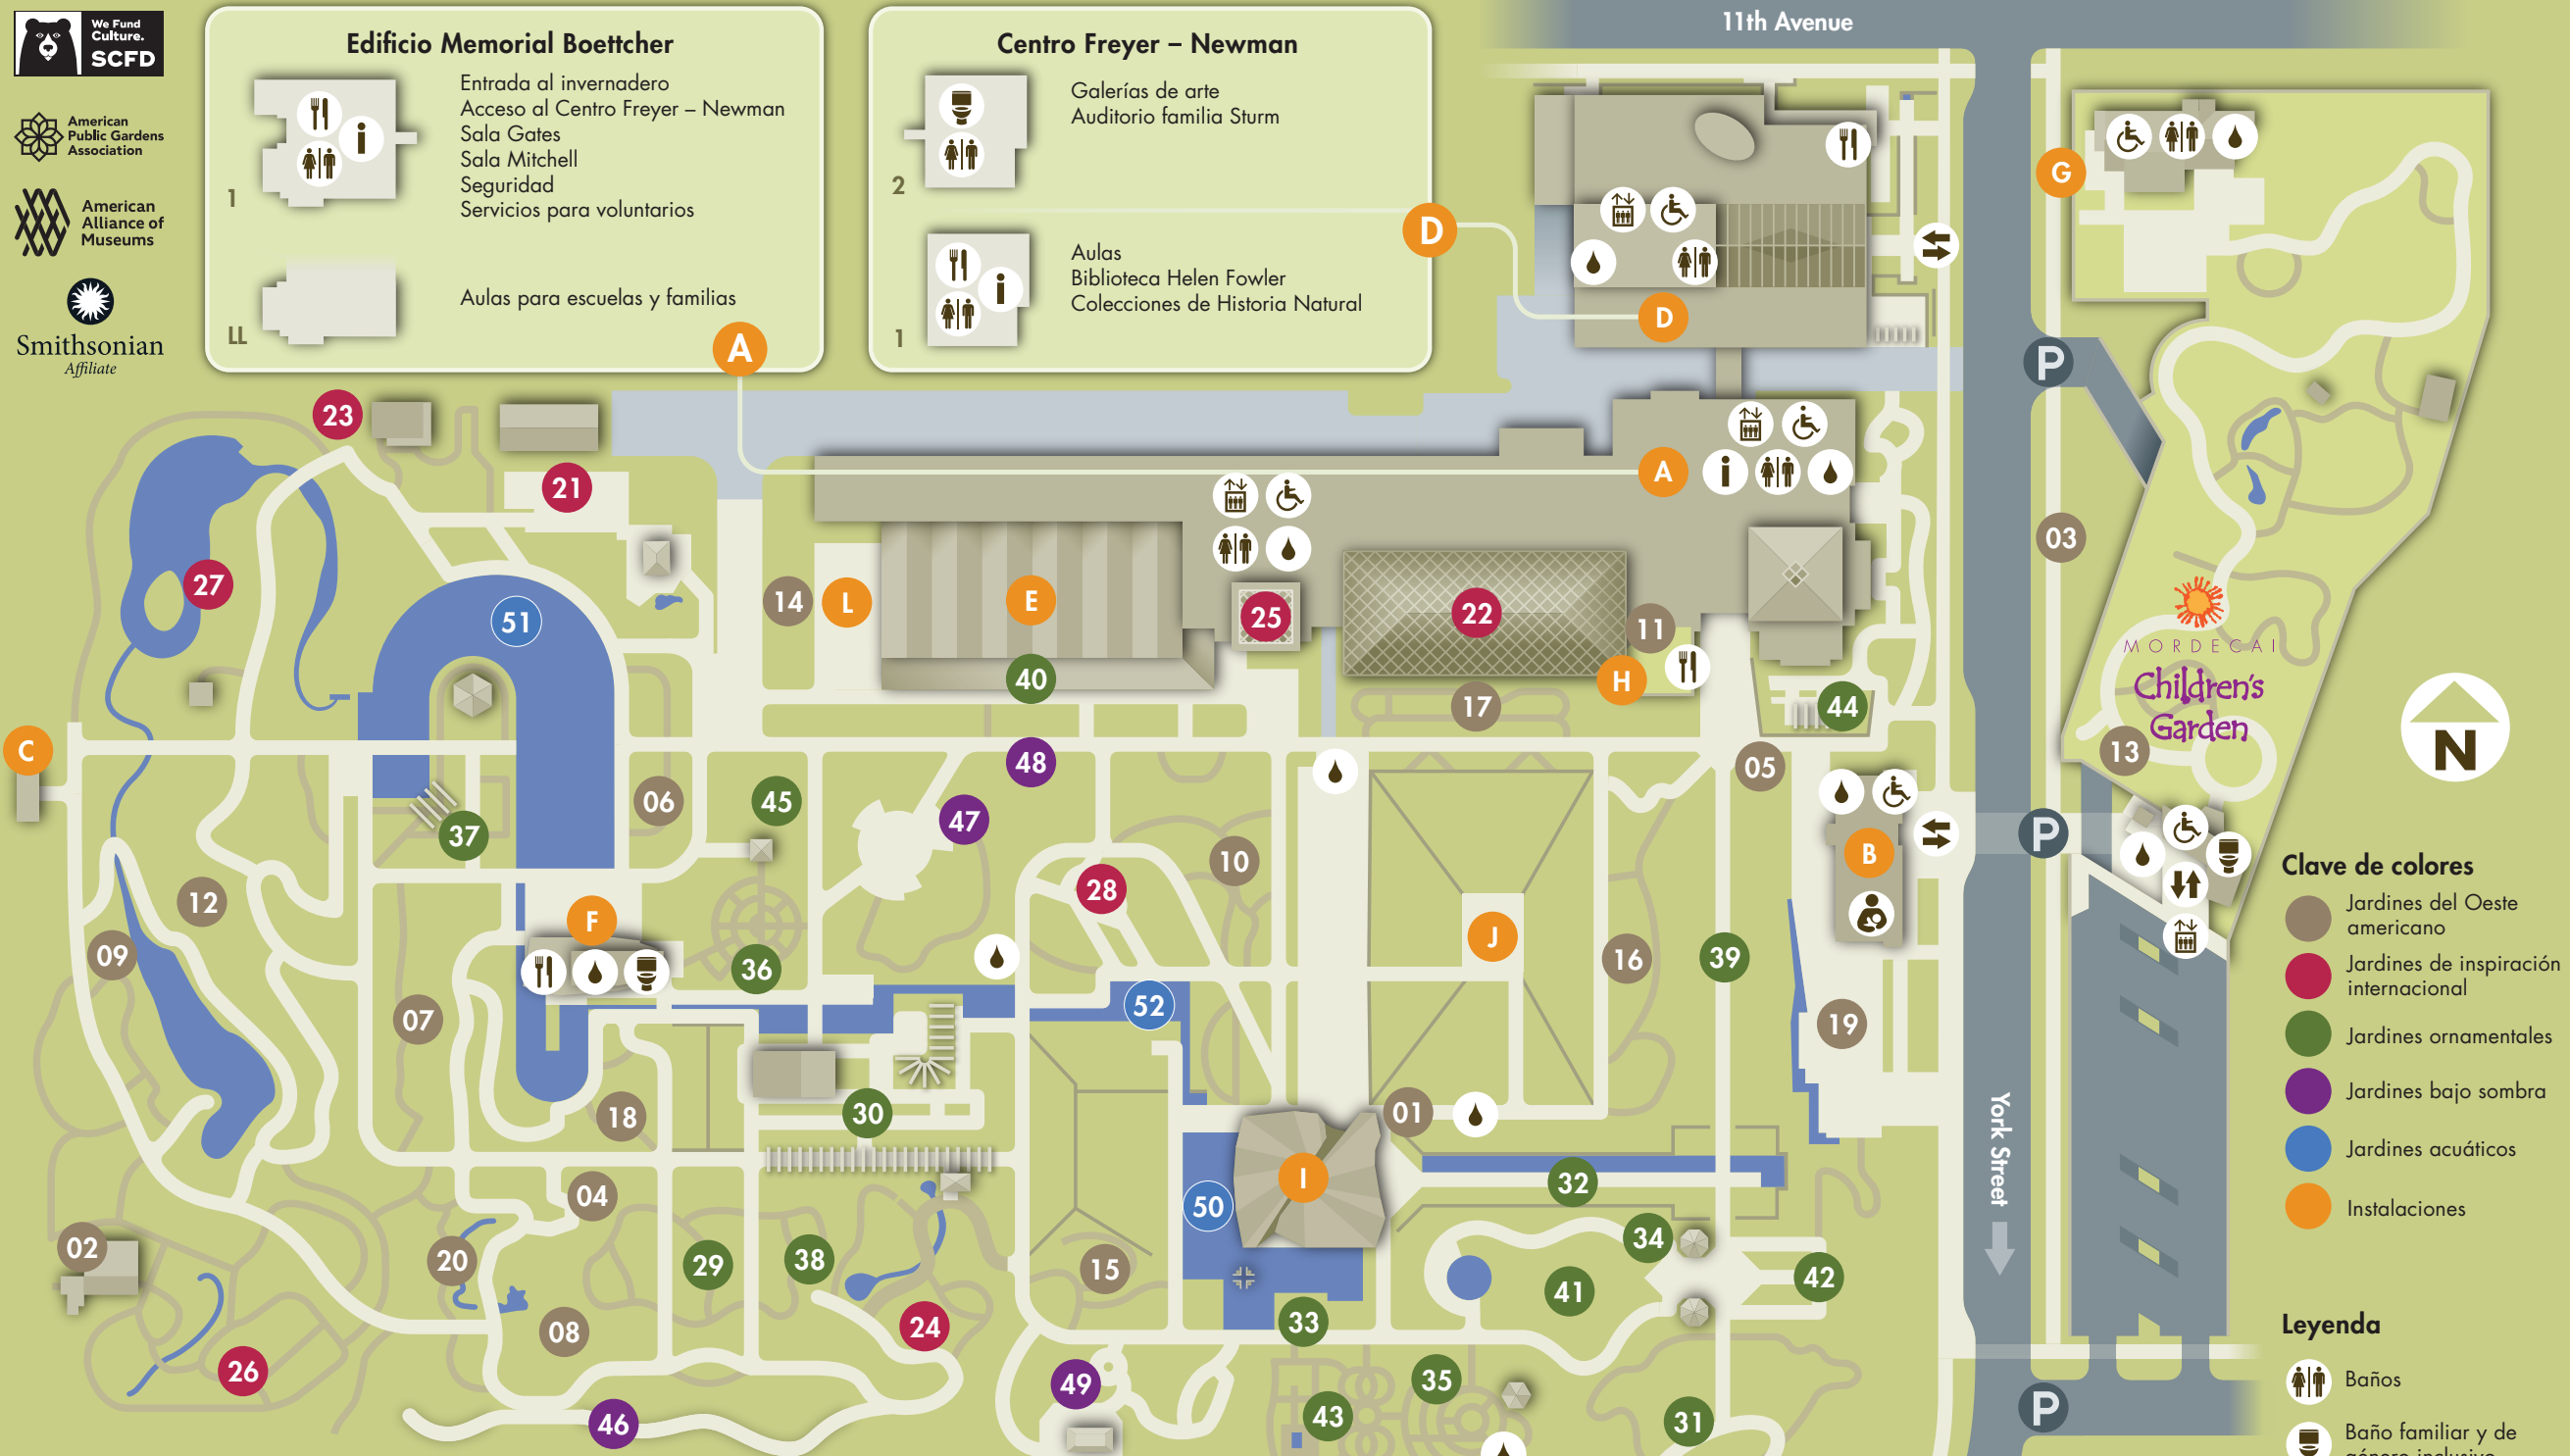 We Fund
Culture.
SCFD
American
Public Gardens
Association
American
Alliance of
Museums
Smithsonian
Affiliate
Edificio Memorial Boettcher
Entrada al invernadero
Acceso al Centro Freyer – Newman
Sala Gates
Sala Mitchell
Seguridad
Servicios para voluntarios
1
Aulas para escuelas y familias
LL
A
Centro Freyer – Newman
Galerías de arte
Auditorio familia Sturm
2
D
Aulas
Biblioteca Helen Fowler
Colecciones de Historia Natural
1
11th Avenue
G
D
P
23
A
21
03
27
51
14
L
E
25
22
11
H
40
17
44
MORDECAI
Children's
Garden
13
N
C
48
05
06
45
47
37
10
B
P
28
12
F
09
36
J
16
39
52
07
19
18
30
01
York Street
04
50
I
32
02
20
29
38
15
34
41
42
08
24
33
26
49
35
43
46
31
P
Clave de colores
Jardines del Oeste
americano
Jardines de inspiración
internacional
Jardines ornamentales
Jardines bajo sombra
Jardines acuáticos
Instalaciones
Leyenda
Baños
Baño familiar y de
género inclusivo